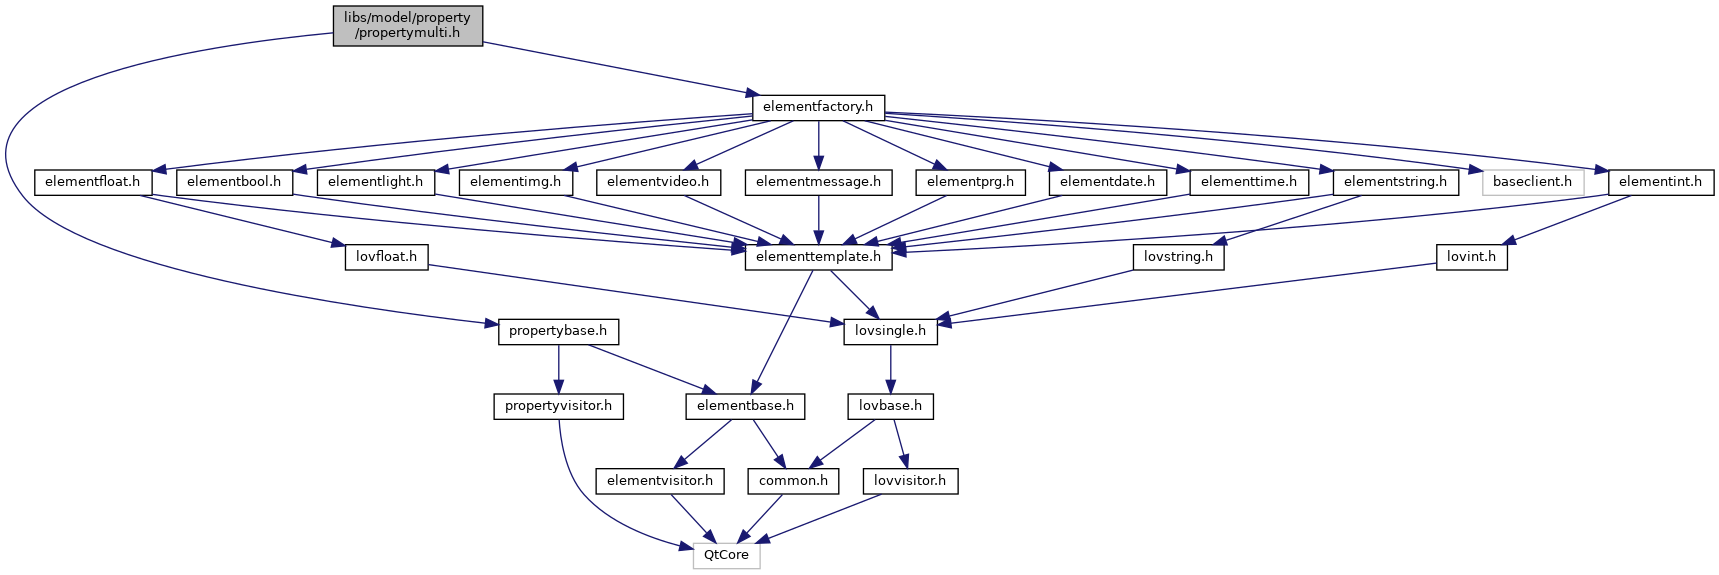 libs/model/property
/propertymulti.h
elementfactory.h
elementfloat.h
elementbool.h
elementlight.h
elementimg.h
elementvideo.h
elementmessage.h
elementprg.h
elementdate.h
elementtime.h
elementstring.h
baseclient.h
elementint.h
lovfloat.h
elementtemplate.h
lovstring.h
lovint.h
propertybase.h
lovsingle.h
propertyvisitor.h
elementbase.h
lovbase.h
elementvisitor.h
common.h
lovvisitor.h
QtCore